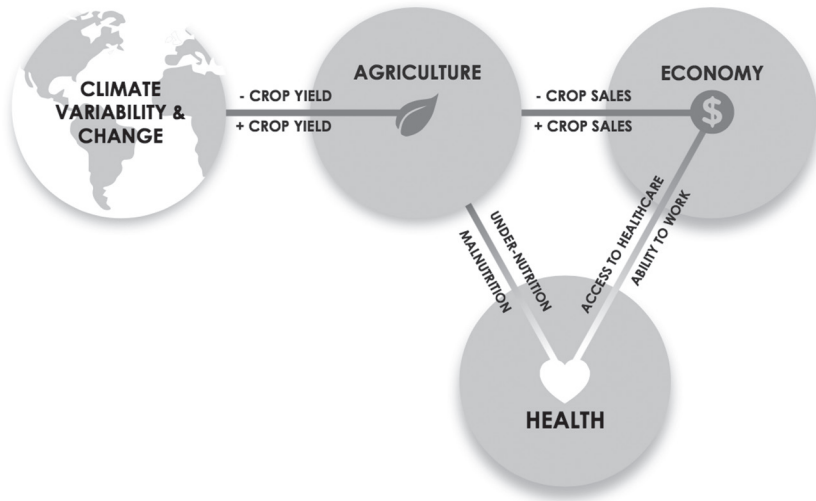 CLIMATE
VARIABILITY &
CHANGE
- CROP YIELD
+ CROP YIELD
AGRICULTURE
- CROP SALES
+ CROP SALES
ECONOMY
$
UNDER-NUTRITION
MALNUTRITION
ACCESS TO HEALTHCARE
ABILITY TO WORK
HEALTH